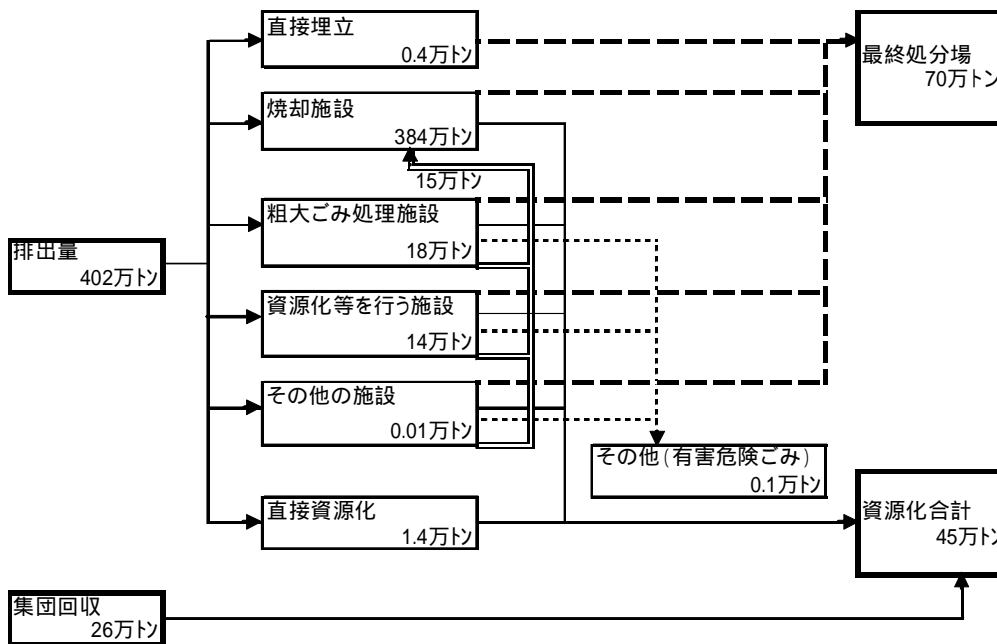 直接埋立
0.4万トン
最終処分場
70万トン
焼却施設
384万トン
15万トン
粗大ごみ処理施設
18万トン
排出量
402万トン
資源化等を行う施設
14万トン
その他の施設
0.01万トン
その他(有害危険ごみ)
0.1万トン
直接資源化
1.4万トン
資源化合計
45万トン
集団回収
26万トン